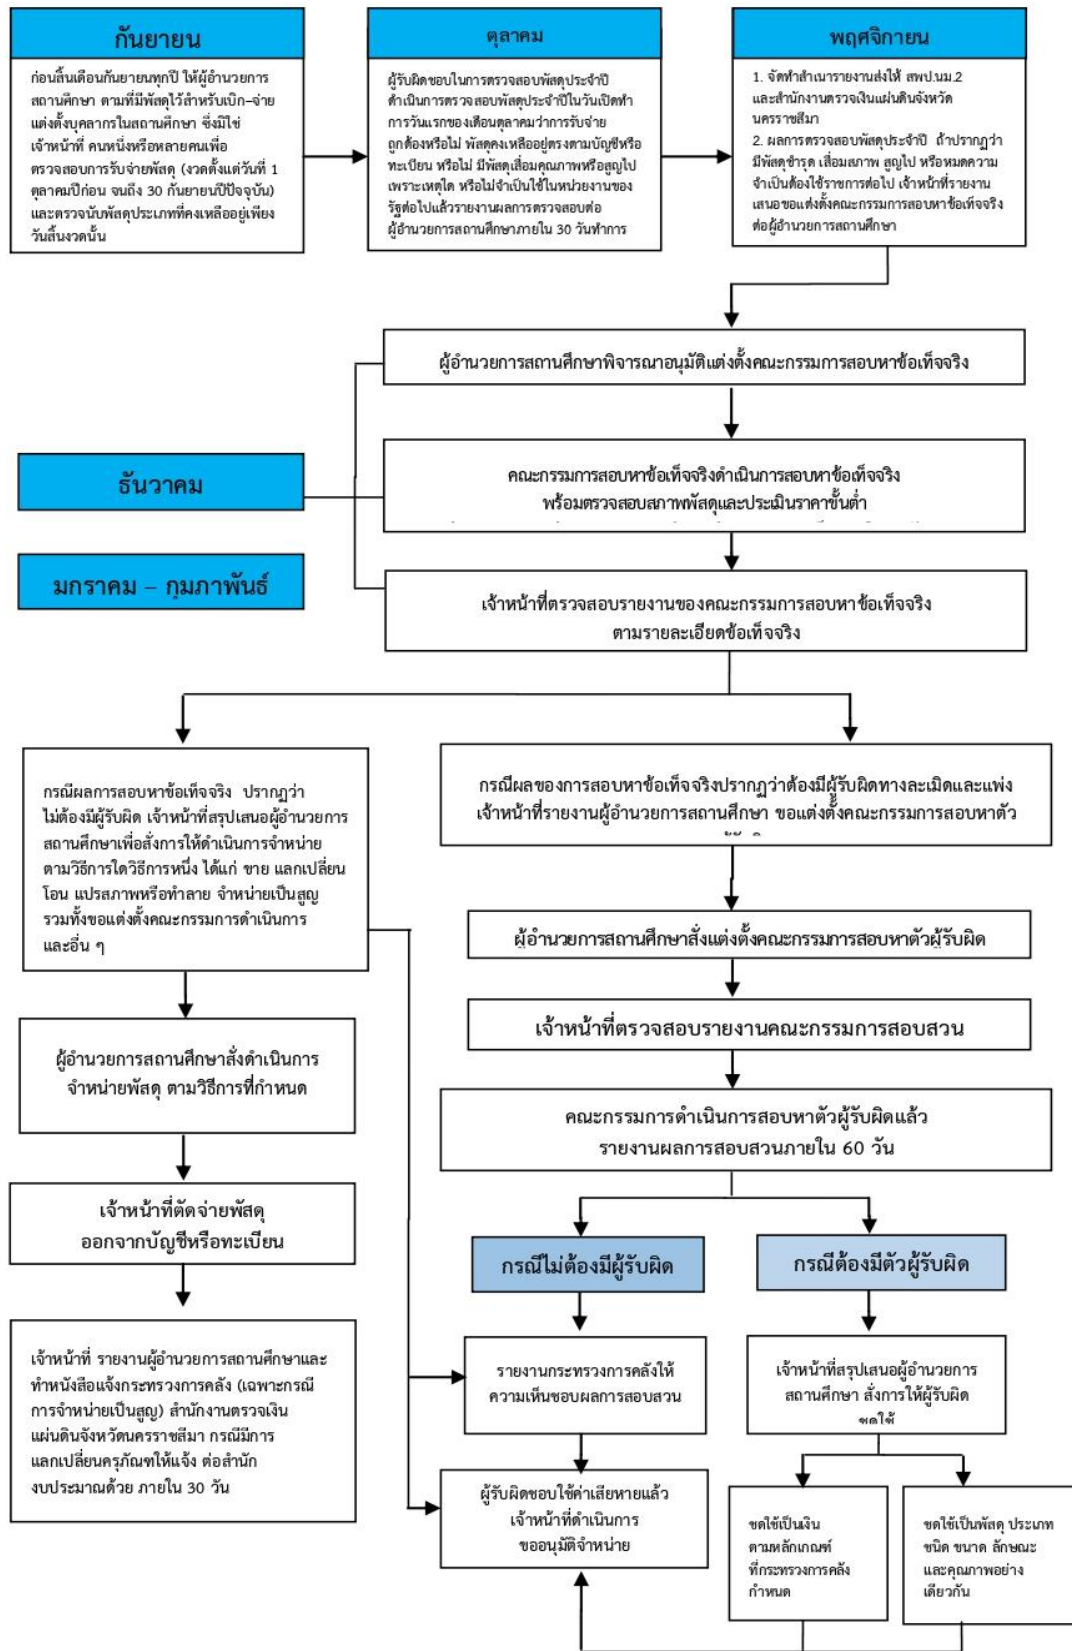 กันยายน
ก่อนสิ้นเดือนกันยายนทุกปี ให้ผู้อำนวยการ
สถานศึกษา ตามที่มีพัสดุไว้สำหรับเบิก-จ่าย
แต่งตั้งบุคลากรในสถานศึกษา ซึ่งมิใช่
เจ้าหน้าที่ คนหนึ่งหรือหลายคนเพื่อ
ตรวจสอบการรับจ่ายพัสดุ (งวดตั้งแต่วันที่ 1
ตุลาคมปีก่อน จนถึง 30 กันยายนปีปัจจุบัน)
และตรวจนับพัสดุประเภทที่คงเหลืออยู่เพียง
วันสิ้นงวดนั้น
ตุลาคม
ผู้รับผิดชอบในการตรวจสอบพัสดุประจำปี
ดำเนินการตรวจสอบพัสดุประจำปีในวันเปิดทำ
การวันแรกของเดือนตุลาคมว่าการรับจ่าย
ถูกต้องหรือไม่ พัสดุคงเหลืออยู่ตรงตามบัญชีหรือ
ทะเบียน หรือไม่ มีพัสดุเสื่อมคุณภาพหรือสูญไป
เพราะเหตุใด หรือไม่จำเป็นใช้ในหน่วยงานของ
รัฐต่อไปแล้วรายงานผลการตรวจสอบต่อ
ผู้อำนวยการสถานศึกษาภายใน 30 วันทำการ
พฤศจิกายน
1. จัดทำสำเนารายงานส่งให้ สพป.นม.2
และสำนักงานตรวจเงินแผ่นดินจังหวัด
นครราชสีมา
2. ผลการตรวจสอบพัสดุประจำปี ถ้าปรากฏว่า
มีพัสดุชำรุด เสื่อมสภาพ สูญไป หรือหมดความ
จำเป็นต้องใช้ราชการต่อไป เจ้าหน้าที่รายงาน
เสนอขอแต่งตั้งคณะกรรมการสอบหาข้อเท็จจริง
ต่อผู้อำนวยการสถานศึกษา
ผู้อำนวยการสถานศึกษาพิจารณาอนุมัติแต่งตั้งคณะกรรมการสอบหาข้อเท็จจริง
ธันวาคม
คณะกรรมการสอบหาข้อเท็จจริงดำเนินการสอบหาข้อเท็จจริง
พร้อมตรวจสอบสภาพพัสดุและประเมินราคาขั้นต่ำ
มกราคม – กุมภาพันธ์
เจ้าหน้าที่ตรวจสอบรายงานของคณะกรรมการสอบหาข้อเท็จจริง
ตามรายละเอียดข้อเท็จจริง
กรณีผลการสอบหาข้อเท็จจริง ปรากฏว่า
ไม่ต้องมีผู้รับผิด เจ้าหน้าที่สรุปเสนอผู้อำนวยการ
สถานศึกษาเพื่อสั่งการให้ดำเนินการจำหน่าย
ตามวิธีการใดวิธีการหนึ่ง ได้แก่ ขาย แลกเปลี่ยน
โอน แปรสภาพหรือทำลาย จำหน่ายเป็นสูญ
รวมทั้งขอแต่งตั้งคณะกรรมการดำเนินการ
และอื่น ๆ
ผู้อำนวยการสถานศึกษาสั่งดำเนินการ
จำหน่ายพัสดุ ตามวิธีการที่กำหนด
เจ้าหน้าที่ตัดจ่ายพัสดุ
ออกจากบัญชีหรือทะเบียน
เจ้าหน้าที่ รายงานผู้อำนวยการสถานศึกษาและ
ทำหนังสือแจ้งกระทรวงการคลัง (เฉพาะกรณี
การจำหน่ายเป็นสูญ) สำนักงานตรวจเงิน
แผ่นดินจังหวัดนครราชสีมา กรณีมีการ
แลกเปลี่ยนครุภัณฑ์ให้แจ้ง ต่อสำนัก
งบประมาณด้วย ภายใน 30 วัน
กรณีผลของการสอบหาข้อเท็จจริงปรากฏว่าต้องมีผู้รับผิดทางละเมิดและแพ่ง
เจ้าหน้าที่รายงานผู้อำนวยการสถานศึกษา ขอแต่งตั้งคณะกรรมการสอบหาตัว
ผู้อำนวยการสถานศึกษาสั่งแต่งตั้งคณะกรรมการสอบหาตัวผู้รับผิด
เจ้าหน้าที่ตรวจสอบรายงานคณะกรรมการสอบสวน
คณะกรรมการดำเนินการสอบหาตัวผู้รับผิดแล้ว
รายงานผลการสอบสวนภายใน 60 วัน
กรณีไม่ต้องมีผู้รับผิด
รายงานกระทรวงการคลังให้
ความเห็นชอบผลการสอบสวน
ผู้รับผิดชอบใช้ค่าเสียหายแล้ว
เจ้าหน้าที่ดำเนินการ
ขออนุมัติจำหน่าย
กรณีต้องมีตัวผู้รับผิด
เจ้าหน้าที่สรุปเสนอผู้อำนวยการ
สถานศึกษา สั่งการให้ผู้รับผิด
ชดใช้
ชดใช้เป็นเงิน
ตามหลักเกณฑ์
ที่กระทรวงการคลัง
กำหนด
ชดใช้เป็นพัสดุ ประเภท
ชนิด ขนาด ลักษณะ
และคุณภาพอย่าง
เดียวกัน